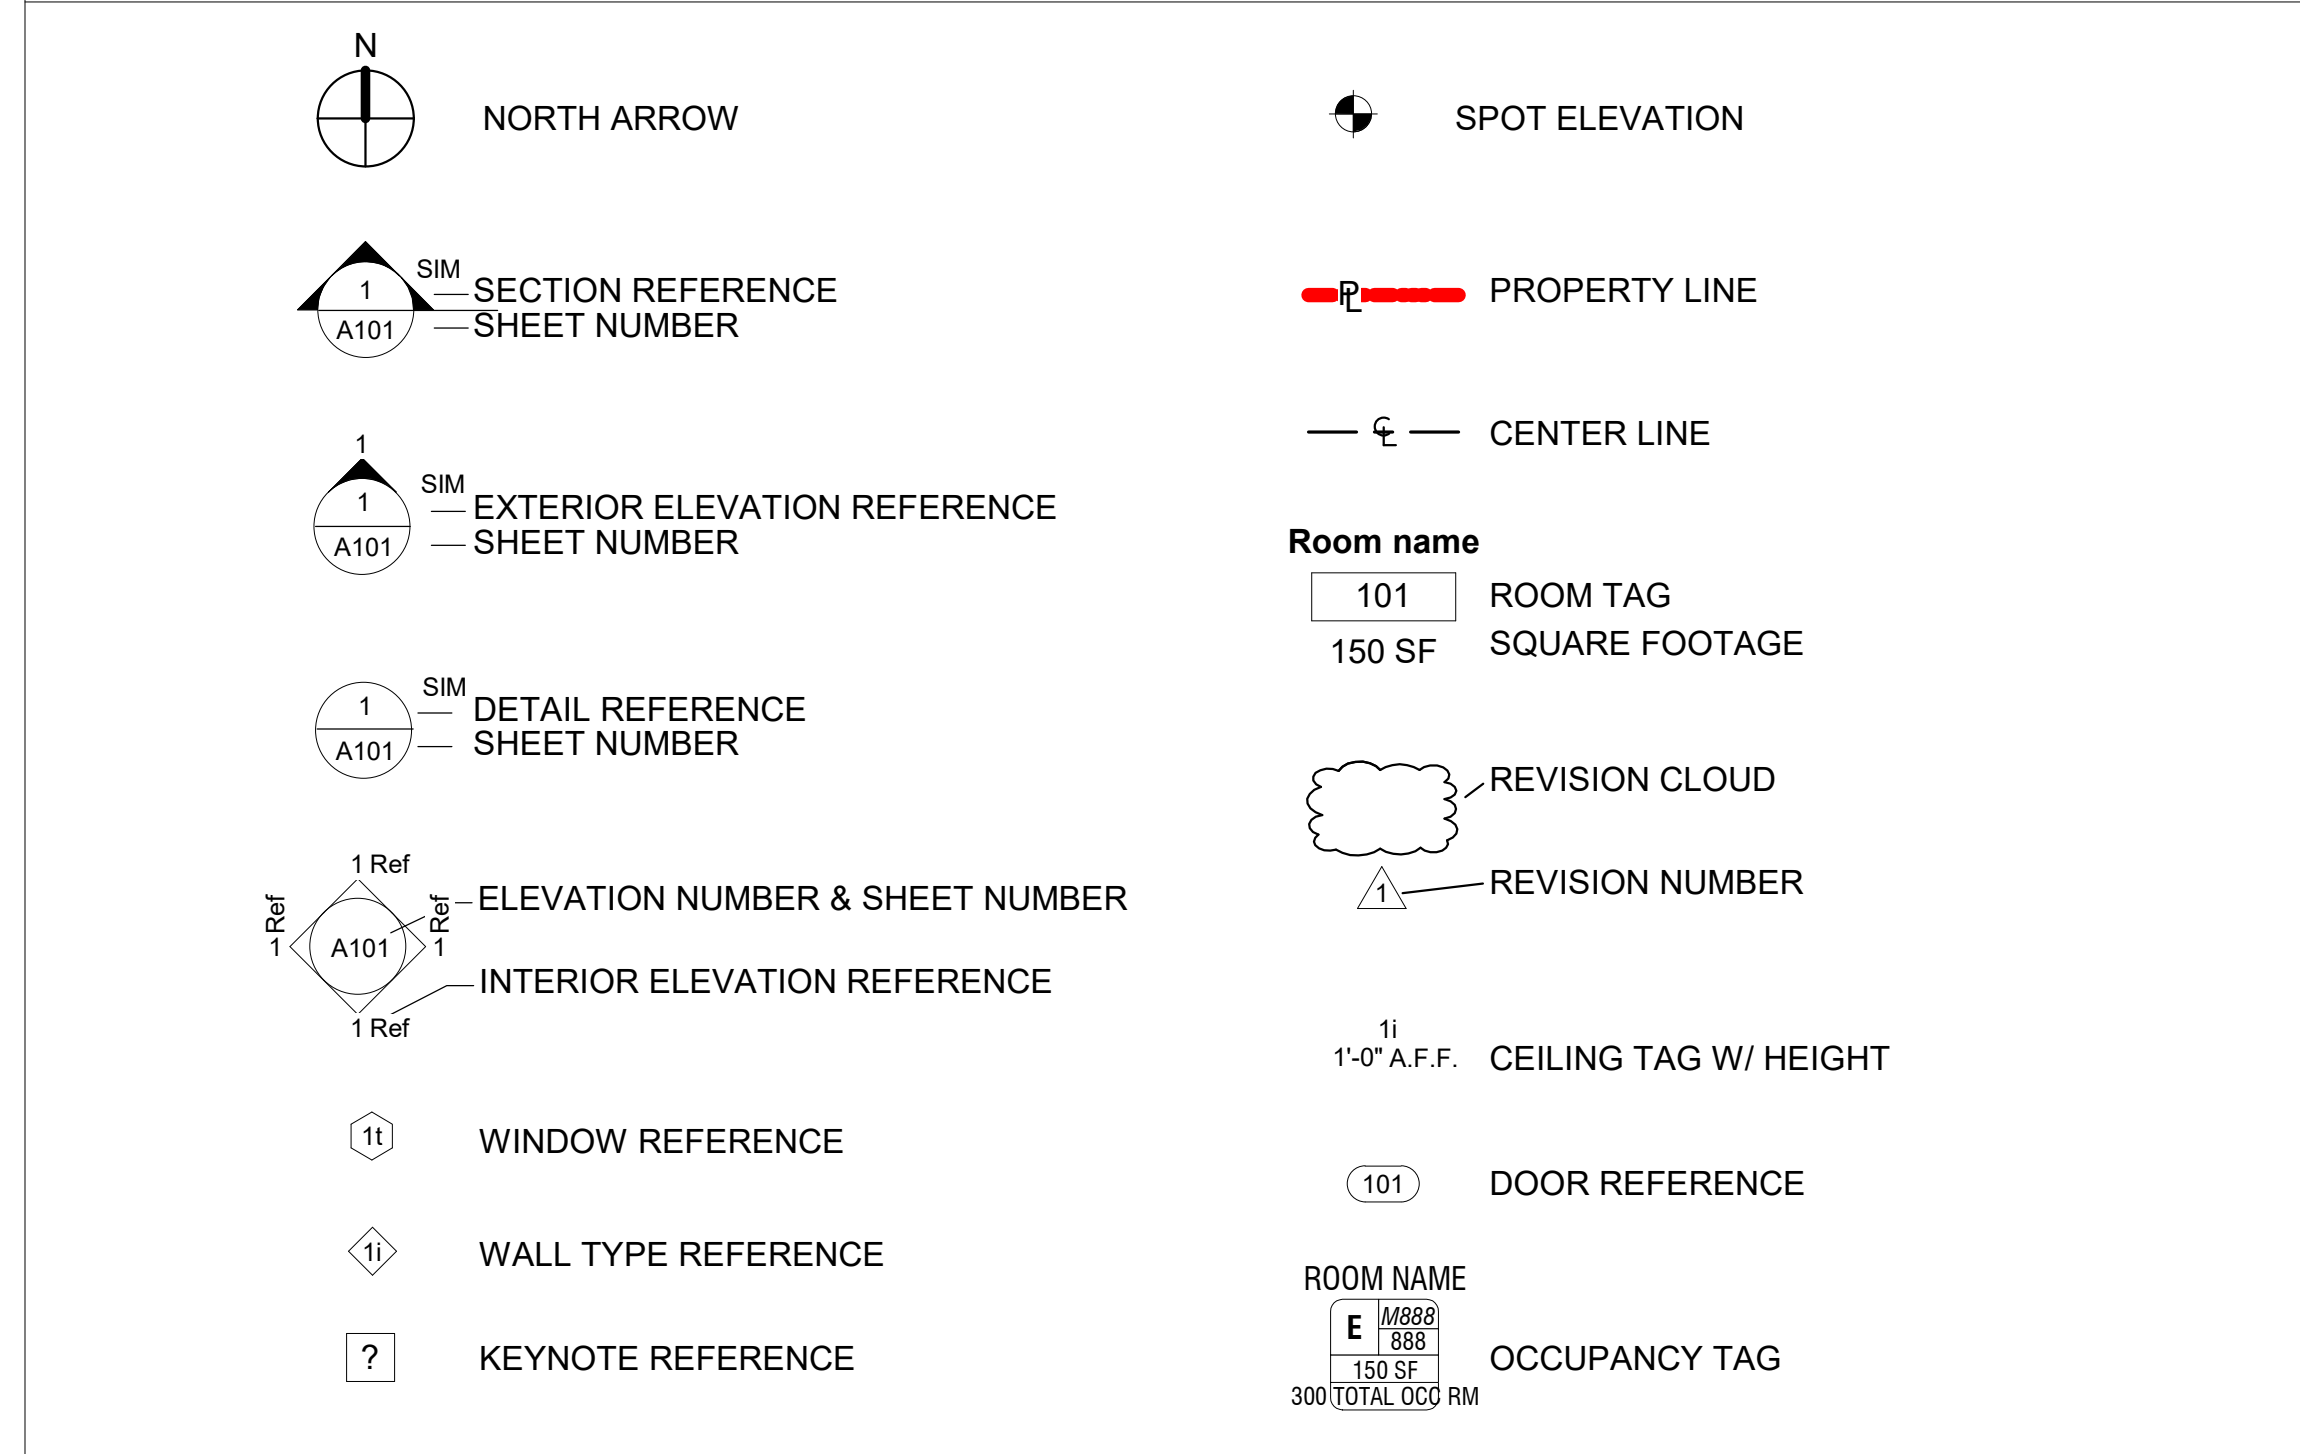 N
NORTH ARROW
SIM
1
SECTION REFERENCE
A101
SHEET NUMBER
1
SIM
1
EXTERIOR ELEVATION REFERENCE
A101
SHEET NUMBER
SIM
1
DETAIL REFERENCE
A101
SHEET NUMBER
1 Ref
1 Ref
1 Ref
ELEVATION NUMBER & SHEET NUMBER
A101
INTERIOR ELEVATION REFERENCE
1 Ref
1t
WINDOW REFERENCE
1i
WALL TYPE REFERENCE
?
KEYNOTE REFERENCE
SPOT ELEVATION
PL
PROPERTY LINE
CL
CENTER LINE
Room name
101
ROOM TAG
150 SF
SQUARE FOOTAGE
REVISION CLOUD
1
REVISION NUMBER
1i
1'-0" A.F.F.
CEILING TAG W/ HEIGHT
101
DOOR REFERENCE
ROOM NAME
E
M888
888
150 SF
300 TOTAL OCC RM
OCCUPANCY TAG